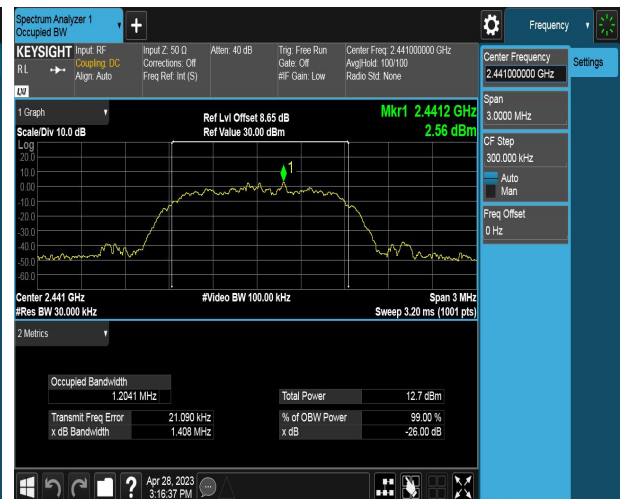 Spectrum Analyzer 1
Occupied BW
+
Frequency
KEYSIGHT
RL
LXI
Input: RF
Coupling: DC
Align: Auto
Input Z: 50 Ω
Corrections: Off
Freq Ref: Int (S)
Atten: 40 dB
Trig: Free Run
Gate: Off
#IF Gain: Low
Center Freq: 2.441000000 GHz
Avg|Hold: 100/100
Radio Std: None
Center Frequency
2.441000000 GHz
Settings
Span
3.0000 MHz
CF Step
300.000 kHz
Auto
Man
Freq Offset
0 Hz
1 Graph
Scale/Div 10.0 dB
Ref Lvl Offset 8.65 dB
Ref Value 30.00 dBm
Mkr1 2.4412 GHz
2.56 dBm
Log
20.0
10.0
0.00
-10.0
-20.0
-30.0
-40.0
-50.0
-60.0
1
Center 2.441 GHz
#Res BW 30.000 kHz
#Video BW 100.00 kHz
Span 3 MHz
Sweep 3.20 ms (1001 pts)
2 Metrics
Occupied Bandwidth
1.2041 MHz
Total Power 12.7 dBm
Transmit Freq Error 21.090 kHz
% of OBW Power 99.00 %
x dB Bandwidth 1.408 MHz
x dB -26.00 dB
?
Apr 28, 2023
3:16:37 PM